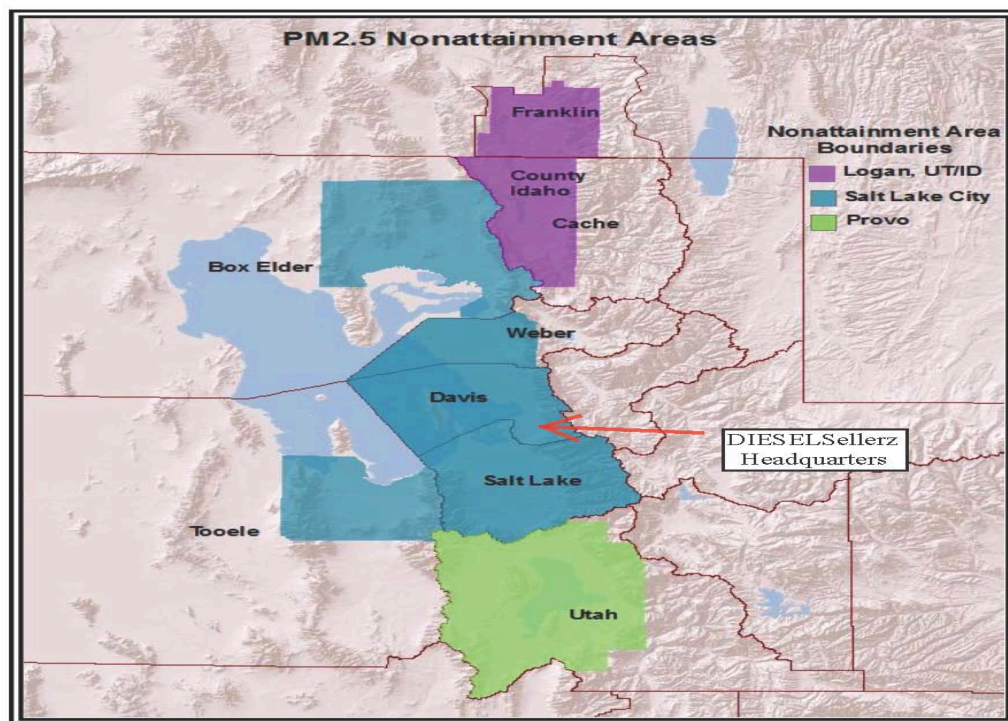 PM2.5 Nonattainment Areas
Franklin
Nonattainment Area
Boundaries
Logan, UT/ID
Salt Lake City
Provo
County
Idaho
Cache
Box Elder
Weber
Davis
DIESELSellerz
Headquarters
Salt Lake
Tooele
Utah